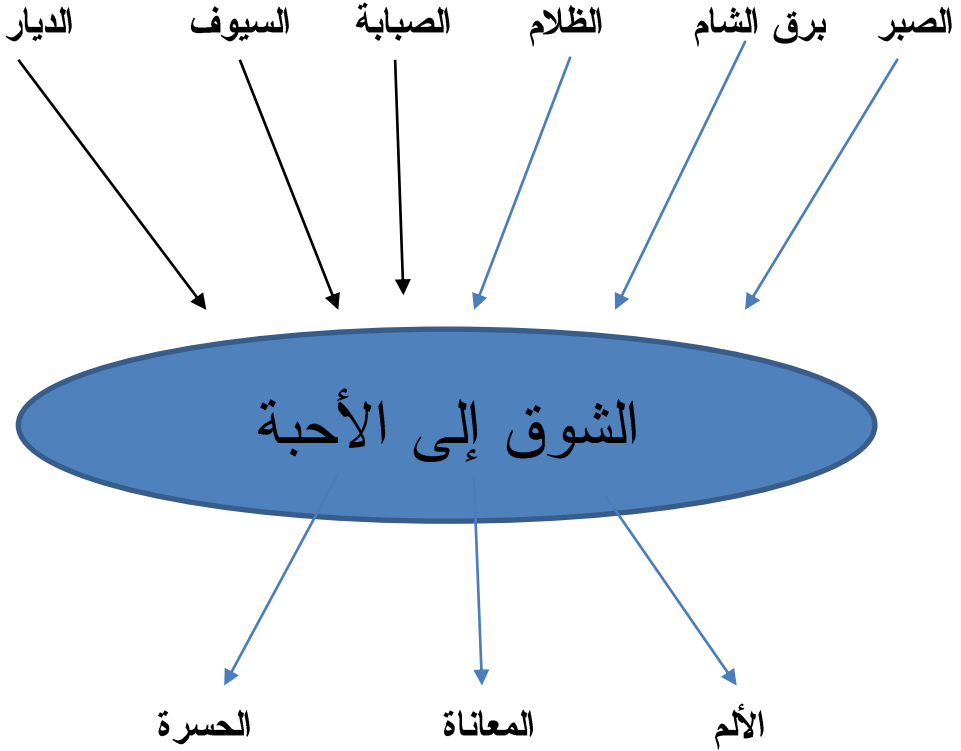 الصبر برق الشام الظلام الصبابة السيوف الديار
الشوق إلى الأحبة
الألم المعاناة الحسرة